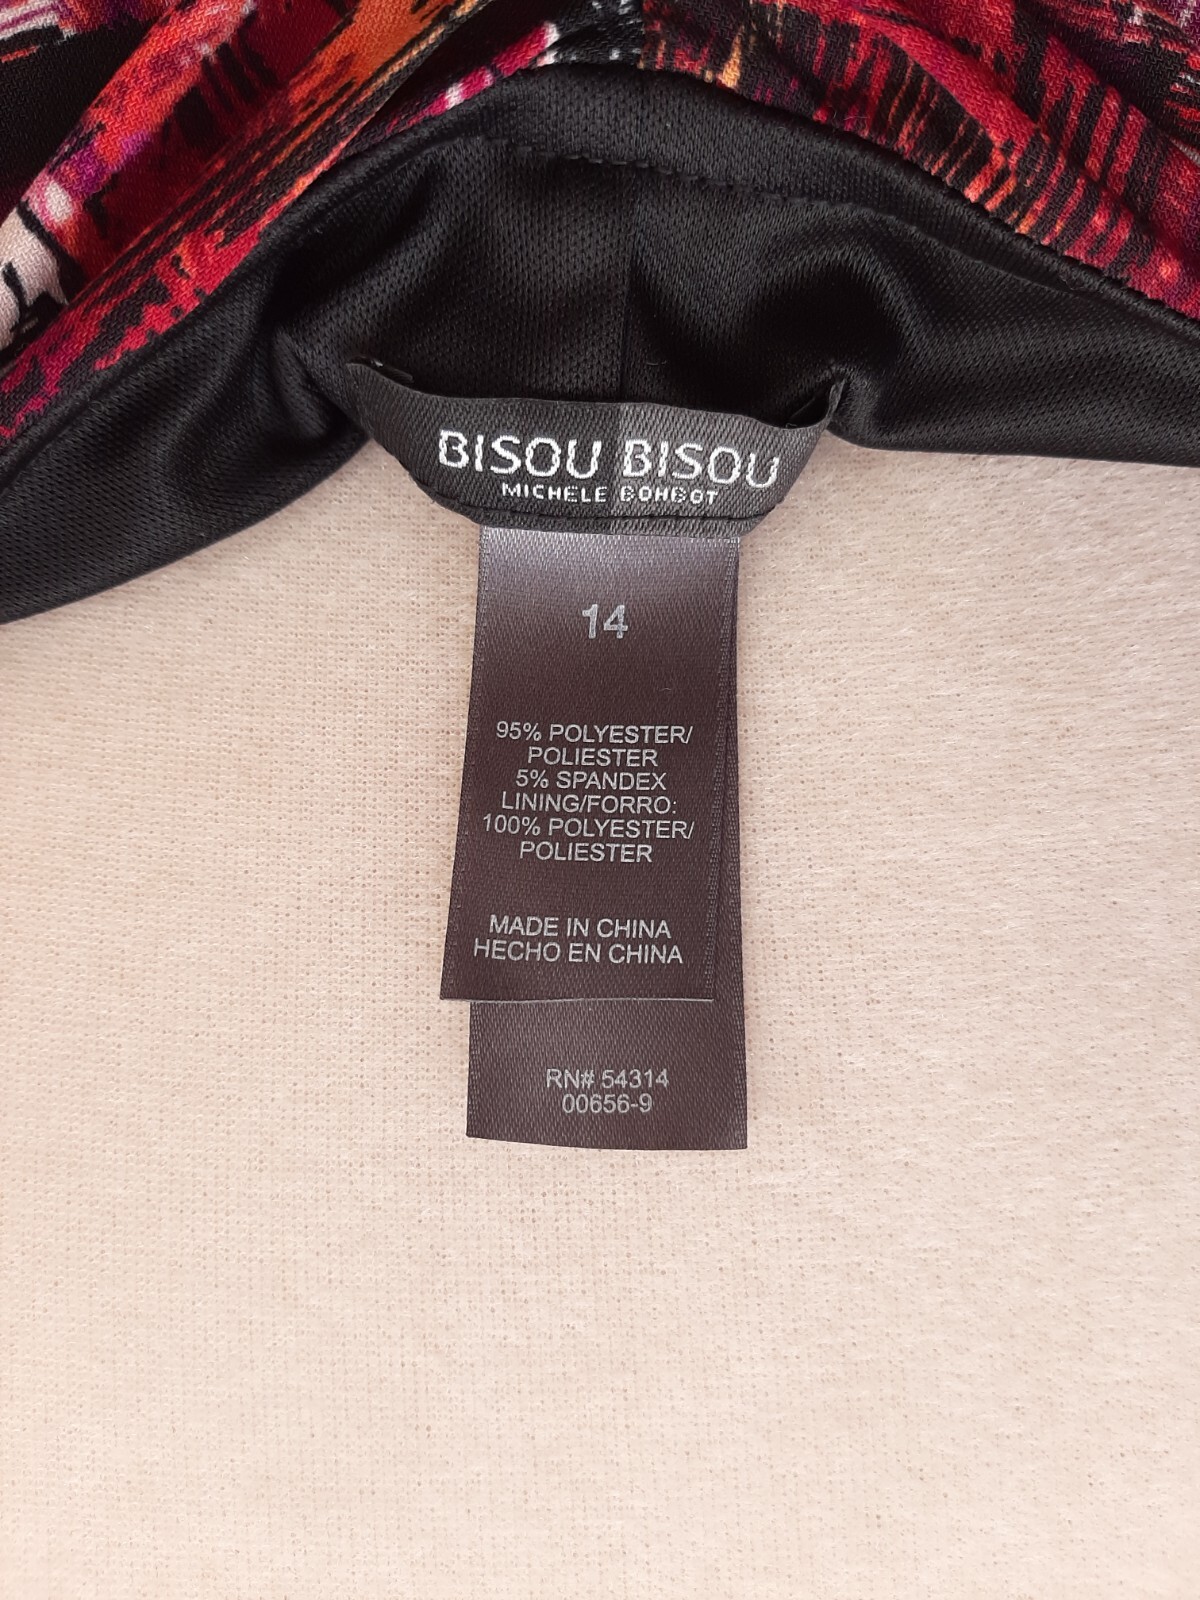 BISOU BISOU
MICHELE BOHBOT
14
95% POLYESTER/
POLIESTER
5% SPANDEX
LINING/FORRO:
100% POLYESTER/
POLIESTER
MADE IN CHINA
HECHO EN CHINA
RN# 54314
00656-9